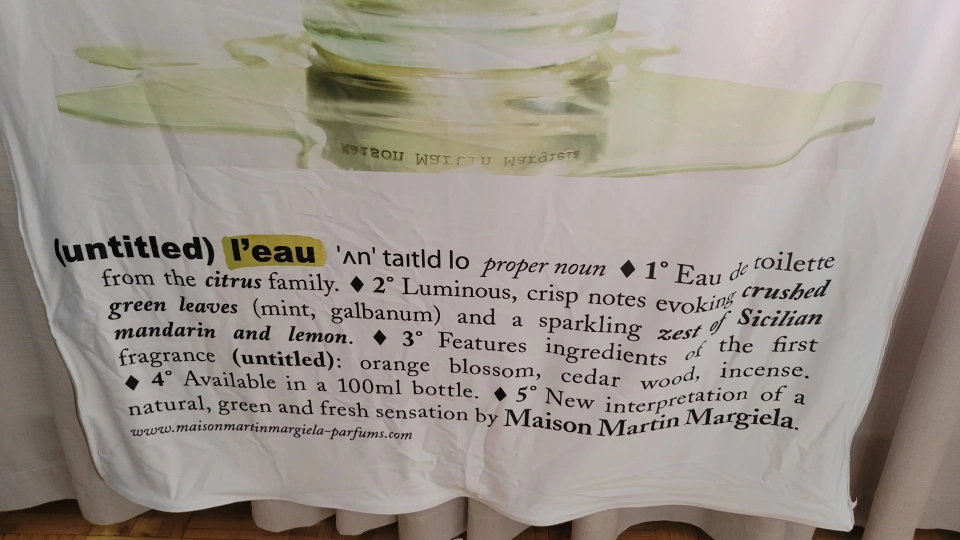 Maison Martin Margiela
(untitled) l'eau 'ʌn' taɪtld lo proper noun ♦ 1° Eau de toilette
from the citrus family. ♦ 2° Luminous, crisp notes evoking crushed
green leaves (mint, galbanum) and a sparkling zest of Sicilian
mandarin and lemon. ♦ 3° Features ingredients of the first
fragrance (untitled): orange blossom, cedar wood, incense.
♦ 4° Available in a 100ml bottle. ♦ 5° New interpretation of a
natural, green and fresh sensation by Maison Martin Margiela.
www.maisonmartinmargiela-parfums.com